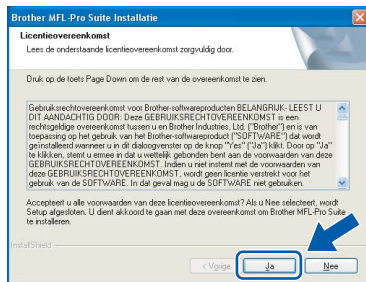 Brother MFL-Pro Suite Installatie
Licentieovereenkomst
Lees de onderstaande licentieovereenkomst zorgvuldig door.
Druk op de toets Page Down om de rest van de overeenkomst te zien.
Gebruiksrechtovereenkomst voor Brother-softwareproducten BELANGRIJK- LEEST U
DIT AANDACHTIG DOOR: Deze GEBRUIKSRECHTOVEREENKOMST is een
rechtsgeldige overeenkomst tussen u en Brother Industries, Ltd. ("Brother") en is van
toepassing op het gebruik van het Brother-softwareproduct ("SOFTWARE") dat wordt
geïnstalleerd wanneer u in dit dialoogvenster op de knop "Yes" ("Ja") klikt. Door op "Ja"
te klikken, stemt u ermee in dat u wettelijk gebonden bent aan de voorwaarden van deze
GEBRUIKSRECHTOVEREENKOMST. Indien u niet instemt met de voorwaarden van
deze GEBRUIKSRECHTOVEREENKOMST, wordt geen licentie verstrekt voor het
gebruik van de SOFTWARE. In dat geval mag u de SOFTWARE niet gebruiken.
Accepteert u alle voorwaarden van deze licentieovereenkomst? Als u Nee selecteert, wordt
Setup afgesloten. U dient akkoord te gaan met deze overeenkomst om Brother MFL-Pro Suite
te installeren.
InstallShield
< Vorige
Ja
Nee